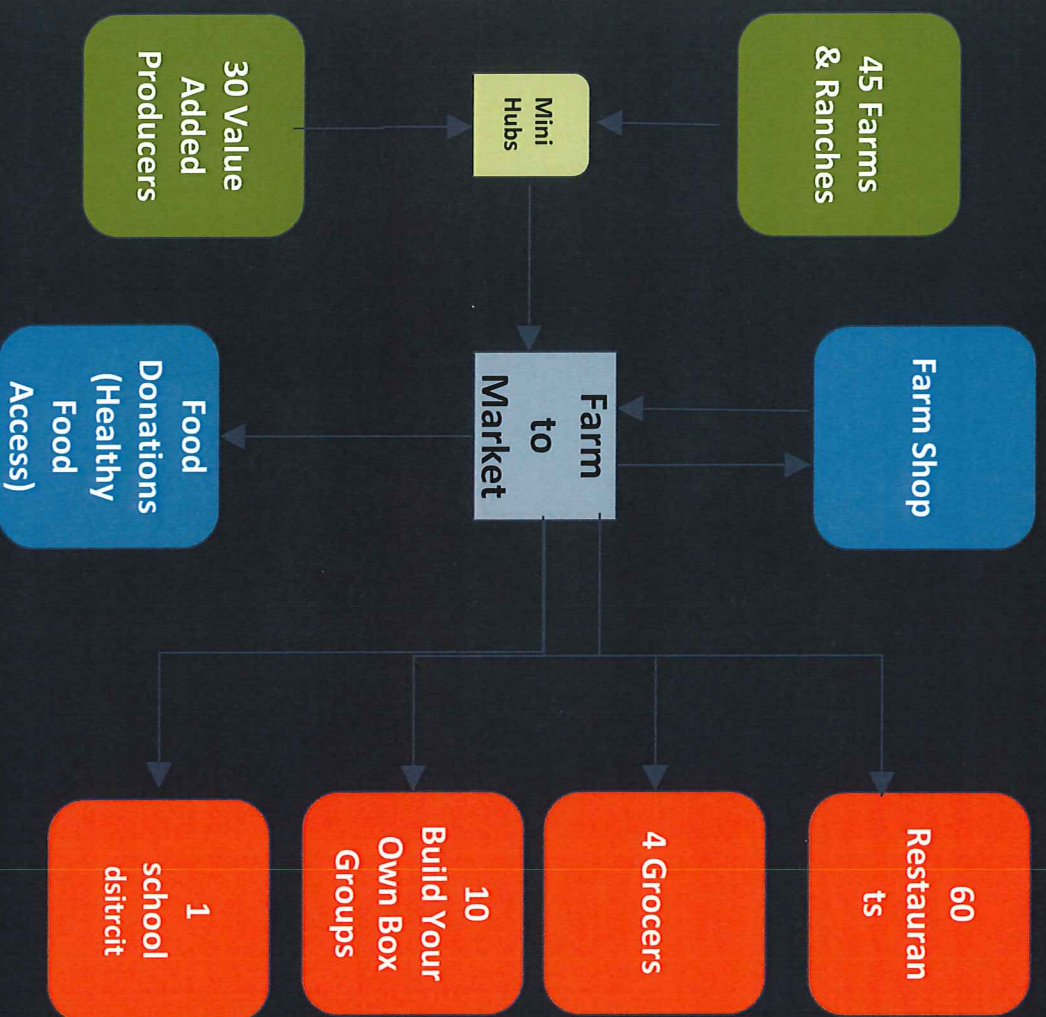 60
Restauran
ts
4 Grocers
10
Build Your
Own Box
Groups
1
school
dsitrcit
Farm Shop
Farm
to
Market
Food
Donations
(Healthy
Food
Access)
45 Farms
& Ranches
Mini
Hubs
30 Value
Added
Producers